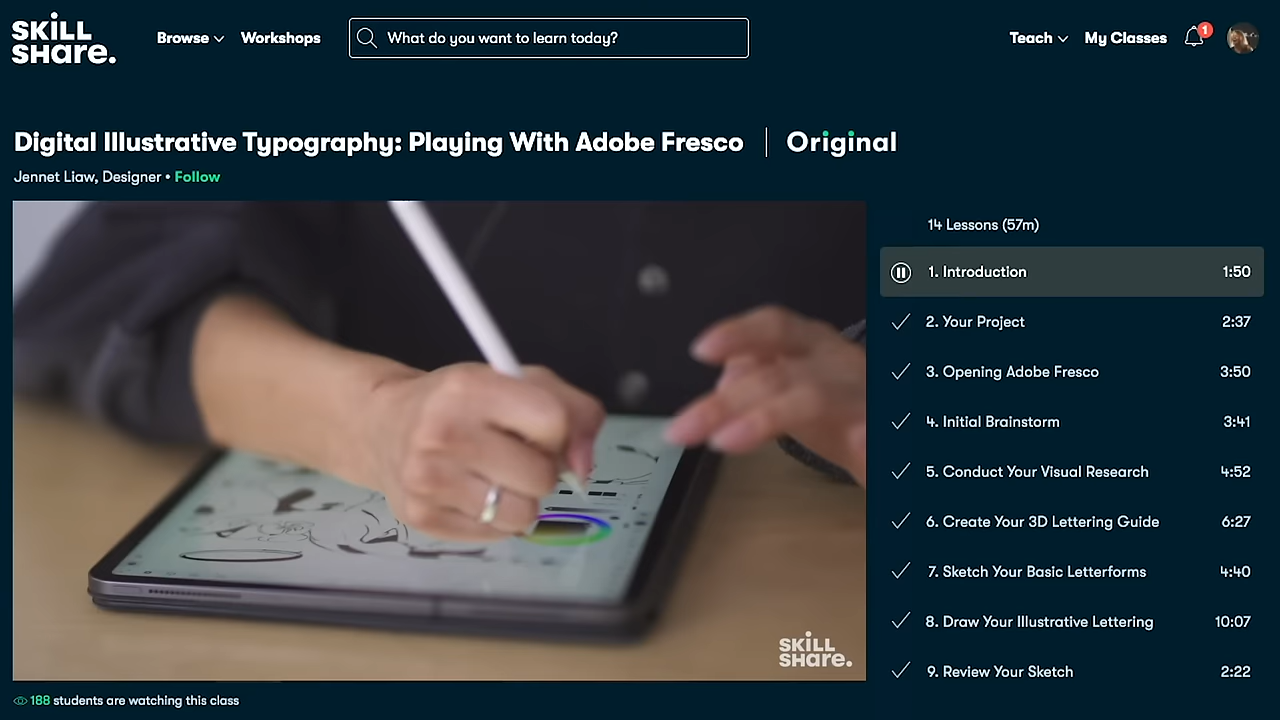 SKILL
SHare.
Browse
Workshops
What do you want to learn today?
Teach
My Classes
1
Digital Illustrative Typography: Playing With Adobe Fresco | Original
Jennet Liaw, Designer • Follow
14 Lessons (57m)
1. Introduction 1:50
2. Your Project 2:37
3. Opening Adobe Fresco 3:50
4. Initial Brainstorm 3:41
5. Conduct Your Visual Research 4:52
6. Create Your 3D Lettering Guide 6:27
7. Sketch Your Basic Letterforms 4:40
8. Draw Your Illustrative Lettering 10:07
9. Review Your Sketch 2:22
SKILL
SHare.
188 students are watching this class